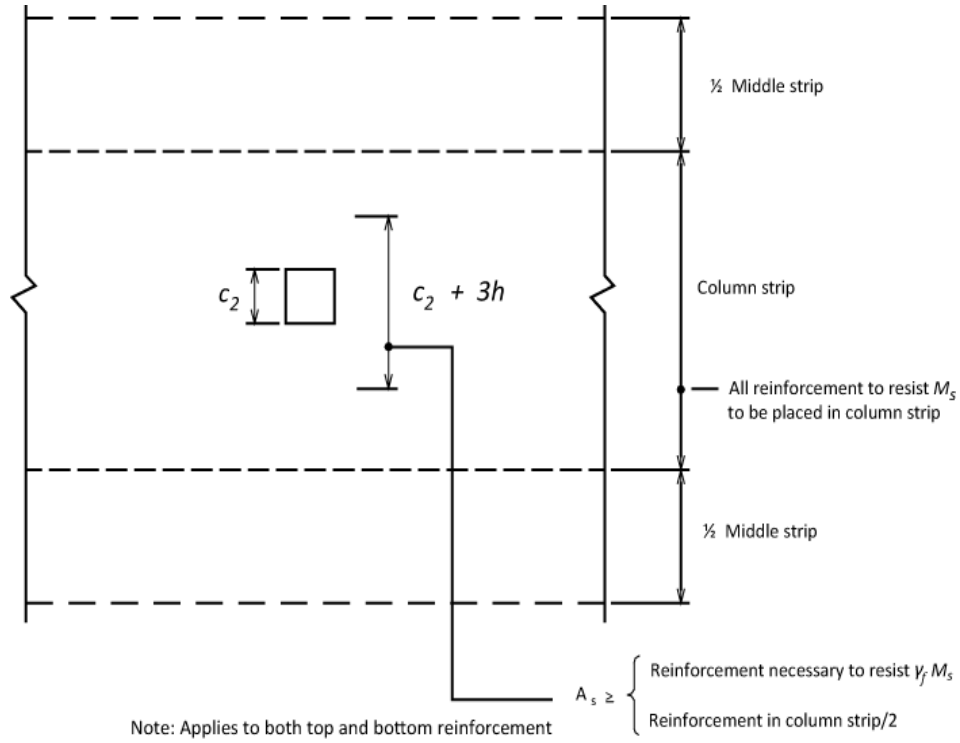 ½ Middle strip
c₂
c₂ + 3h
Column strip
All reinforcement to resist Mₛ
to be placed in column strip
½ Middle strip
Aₛ ≥
Reinforcement necessary to resist γf Mₛ
Reinforcement in column strip/2
Note: Applies to both top and bottom reinforcement